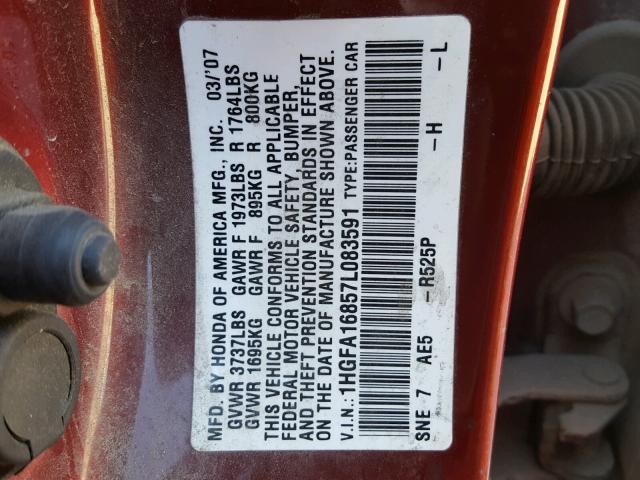 MFD. BY HONDA OF AMERICA MFG., INC. 03/'07
GVWR 3737LBS GAWR F 1973LBS R 1764LBS
GVWR 1695KG GAWR F 895KG R 800KG
THIS VEHICLE CONFORMS TO ALL APPLICABLE
FEDERAL MOTOR VEHICLE SAFETY, BUMPER,
AND THEFT PREVENTION STANDARDS IN EFFECT
ON THE DATE OF MANUFACTURE SHOWN ABOVE.
V.I.N.: 1HGFA16857L083591 TYPE:PASSENGER CAR
SNE 7 AE5 -R525P -H -L